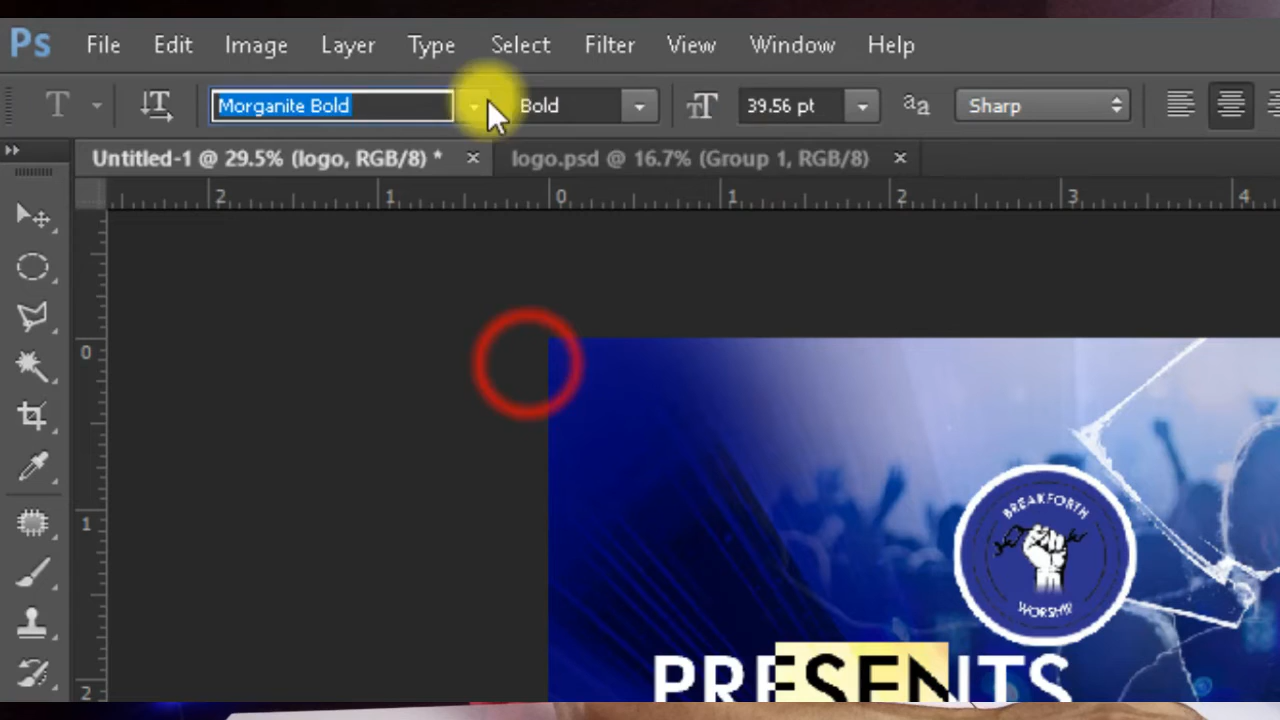 Ps File Edit Image Layer Type Select Filter View Window Help
T T Morganite Bold Bold TT 39.56 pt aa Sharp
Untitled-1 @ 29.5% (logo, RGB/8) * × logo.psd @ 16.7% (Group 1, RGB/8) ×
2 1 0 1 2 3 4
0
BREAKFORTH
1
WORSHIP
PRESENTS
2